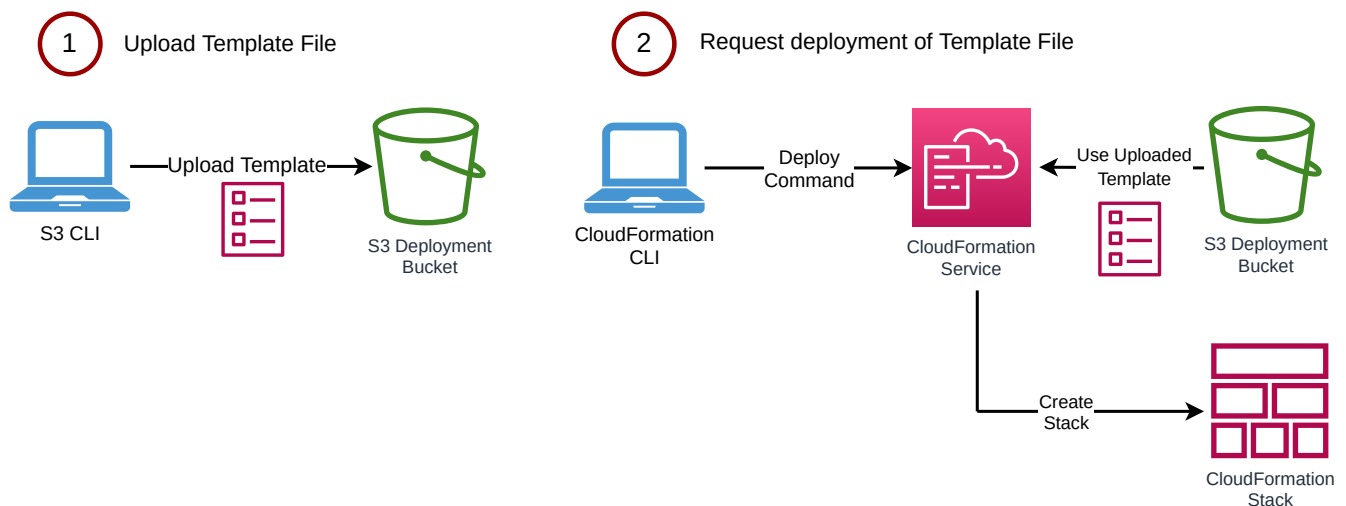 1
Upload Template File
S3 CLI
Upload Template
S3 Deployment
Bucket
2
Request deployment of Template File
CloudFormation
CLI
Deploy
Command
CloudFormation
Service
Use Uploaded
Template
S3 Deployment
Bucket
Create
Stack
CloudFormation
Stack